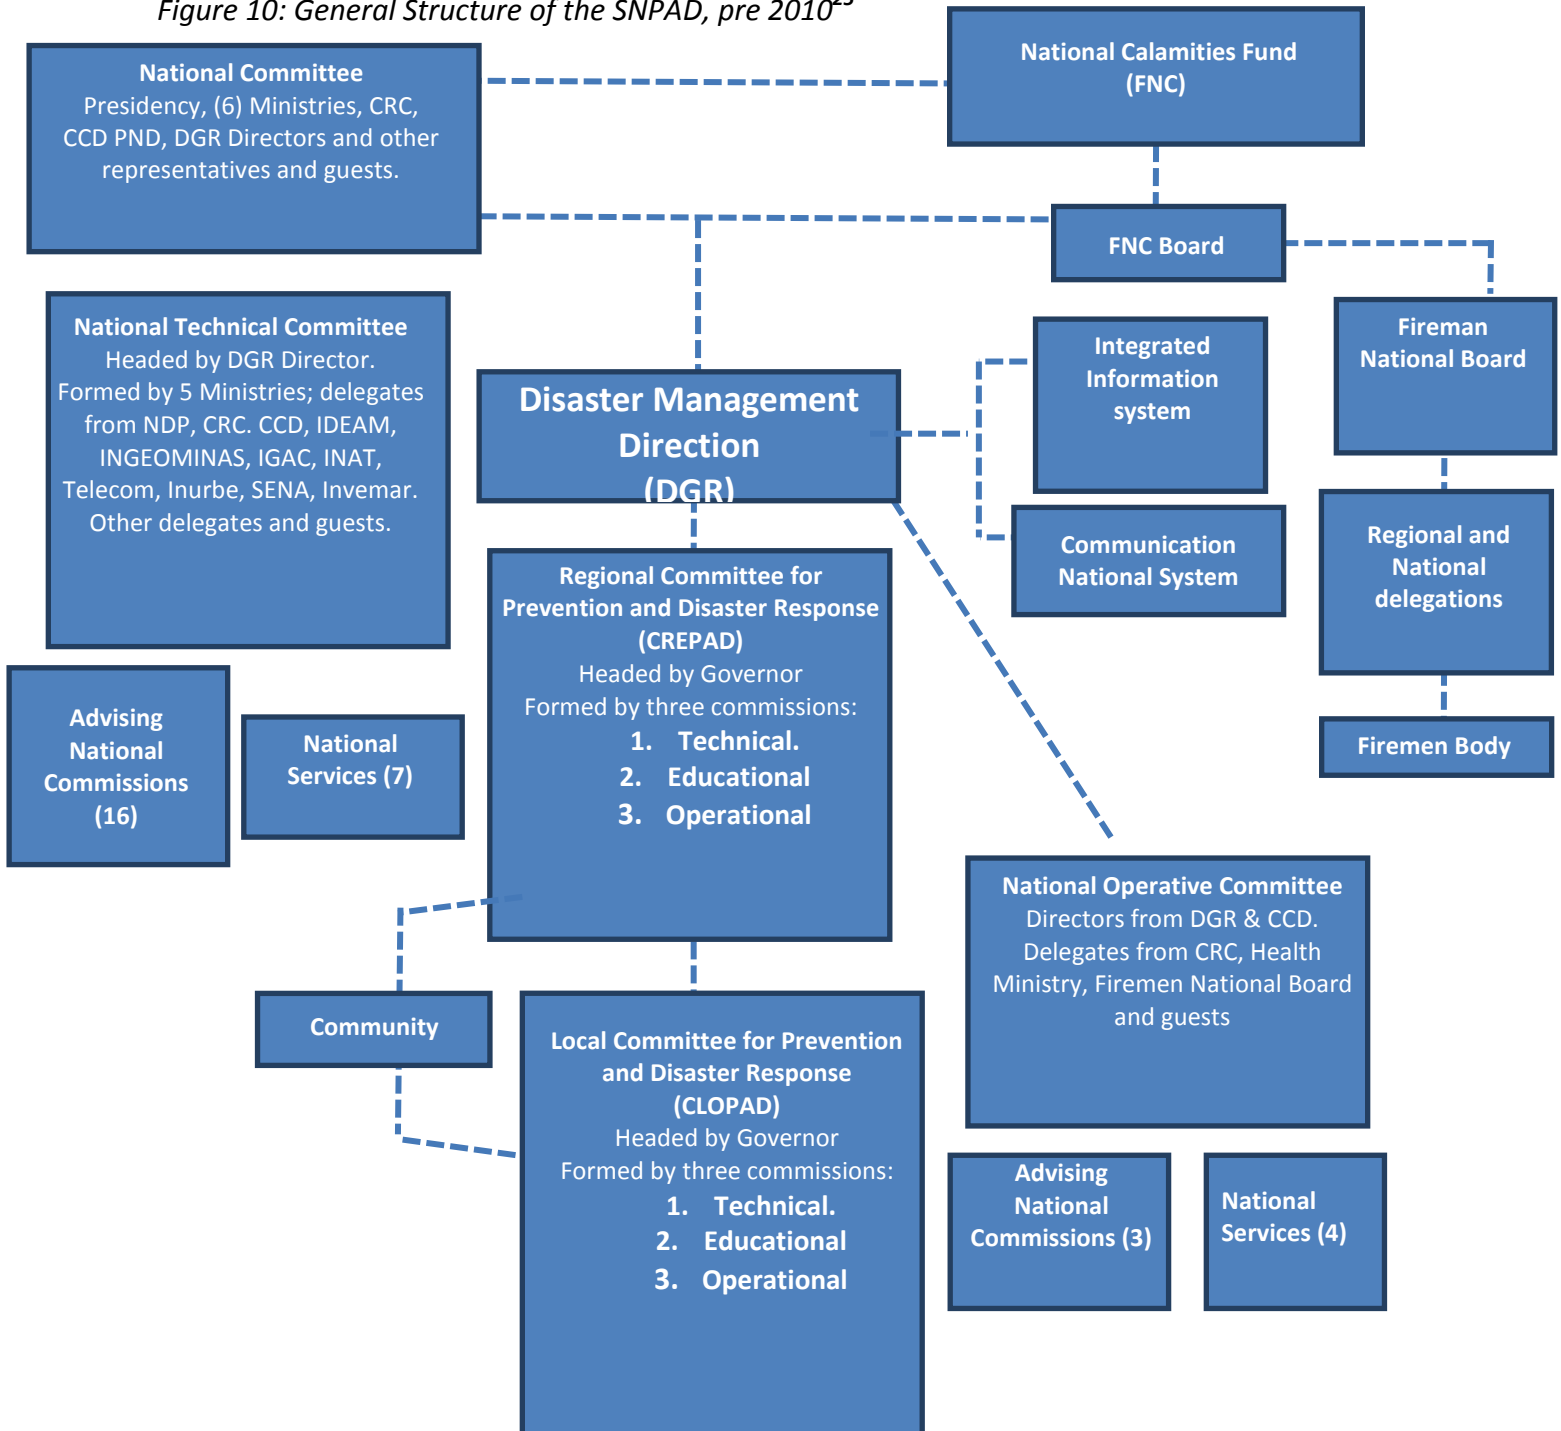 Figure 10: General Structure of the SNPAD, pre 2010²³
National Calamities Fund
(FNC)
National Committee
Presidency, (6) Ministries, CRC,
CCD PND, DGR Directors and other
representatives and guests.
FNC Board
National Technical Committee
Headed by DGR Director.
Formed by 5 Ministries; delegates
from NDP, CRC. CCD, IDEAM,
INGEOMINAS, IGAC, INAT,
Telecom, Inurbe, SENA, Invemar.
Other delegates and guests.
Disaster Management
Direction
(DGR)
Integrated
Information
system
Fireman
National Board
Communication
National System
Regional and
National
delegations
Firemen Body
Regional Committee for
Prevention and Disaster Response
(CREPAD)
Headed by Governor
Formed by three commissions:
1. Technical.
2. Educational
3. Operational
Advising
National
Commissions
(16)
National
Services (7)
National Operative Committee
Directors from DGR & CCD.
Delegates from CRC, Health
Ministry, Firemen National Board
and guests
Community
Local Committee for Prevention
and Disaster Response
(CLOPAD)
Headed by Governor
Formed by three commissions:
1. Technical.
2. Educational
3. Operational
Advising
National
Commissions (3)
National
Services (4)